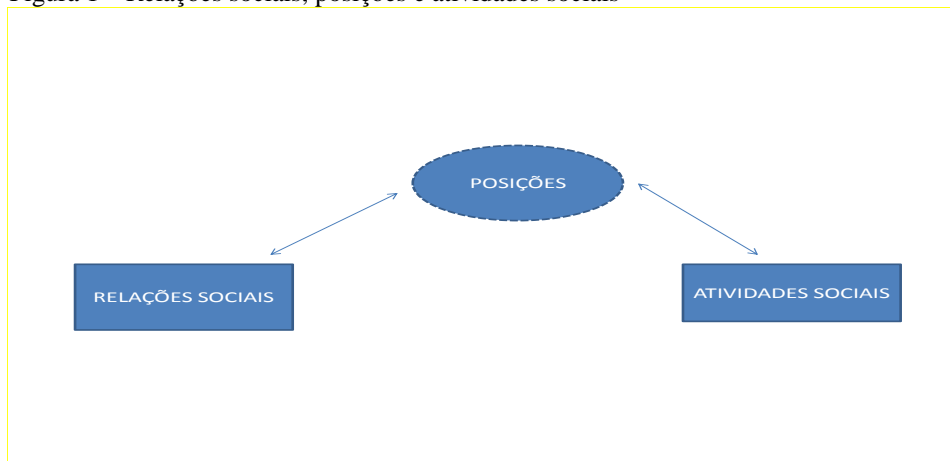 Figura 1 – Relações sociais, posições e atividades sociais
POSIÇÕES
RELAÇÕES SOCIAIS
ATIVIDADES SOCIAIS